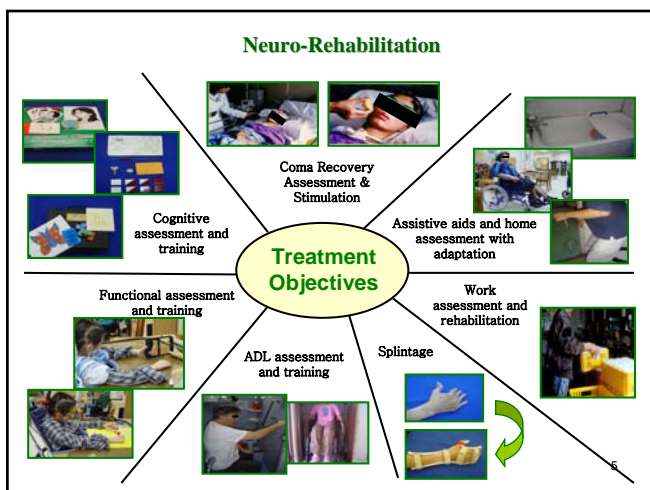 Neuro-Rehabilitation
Coma Recovery
Assessment &
Stimulation
Cognitive
assessment and
training
Assistive aids and home
assessment with
adaptation
Treatment
Objectives
Functional assessment
and training
Work
assessment and
rehabilitation
ADL assessment
and training
Splintage
5